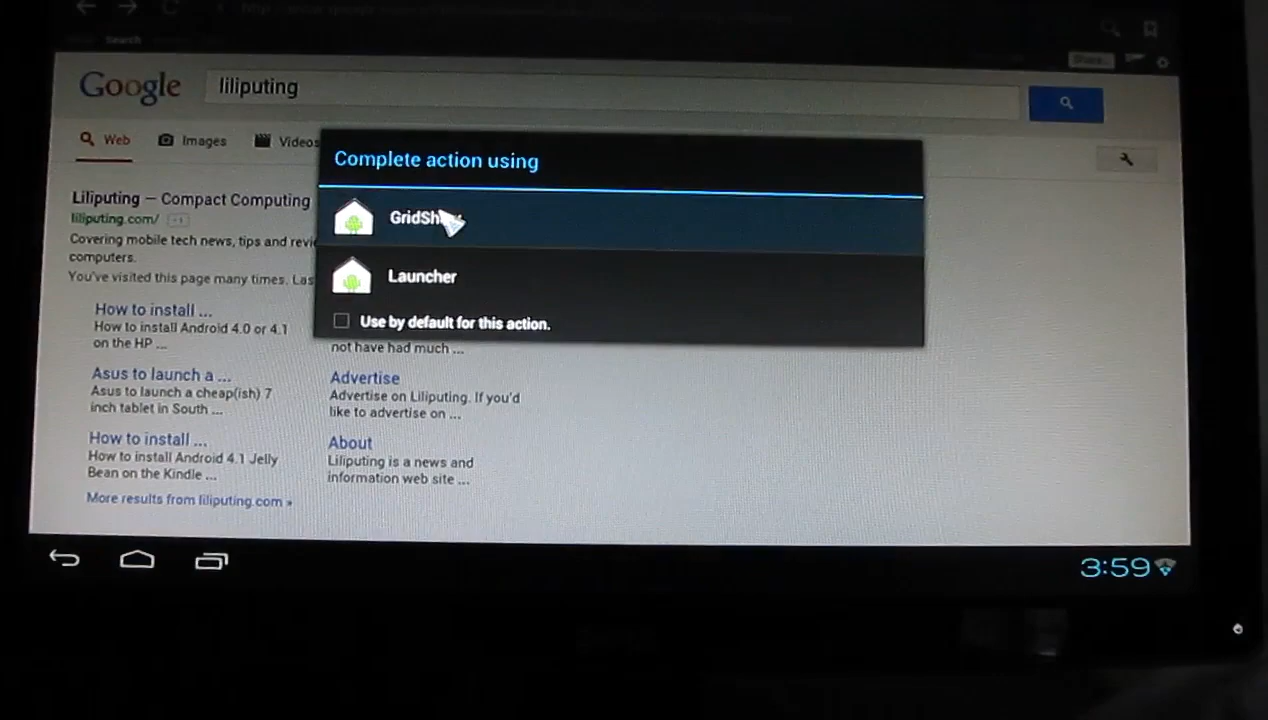 Search
Share...
Google
liliputing
Web
Images
Videos
Complete action using
Launcher
Use by default for this action.
Liliputing — Compact Computing
liliputing.com/
Covering mobile tech news, tips and
computers.
You've visited this page many times.
How to install ...
How to install Android 4.0 or 4.1
on the HP ...
not have had much ...
Asus to launch a ...
Asus to launch a cheap(ish) 7
inch tablet in South ...
Advertise
Advertise on Liliputing. If you'd
like to advertise on ...
How to install ...
How to install Android 4.1 Jelly
Bean on the Kindle ...
About
Liliputing is a news and
information web site ...
More results from liliputing.com »
3:59